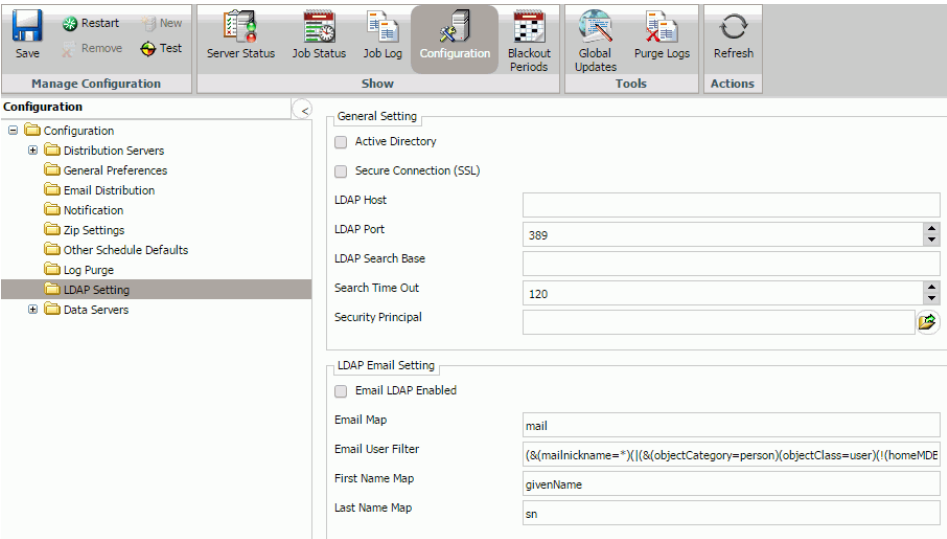 Save
Restart
New
Remove
Test
Manage Configuration
Server Status
Job Status
Job Log
Configuration
Blackout
Periods
Show
Global
Updates
Purge Logs
Tools
Refresh
Actions
Configuration
<
Configuration
Distribution Servers
General Preferences
Email Distribution
Notification
Zip Settings
Other Schedule Defaults
Log Purge
LDAP Setting
Data Servers
General Setting
Active Directory
Secure Connection (SSL)
LDAP Host
LDAP Port 389
LDAP Search Base
Search Time Out 120
Security Principal
LDAP Email Setting
Email LDAP Enabled
Email Map mail
Email User Filter (&(mailnickname=*)(|(&(objectCategory=person)(objectClass=user)(!(homeMDB
First Name Map givenName
Last Name Map sn